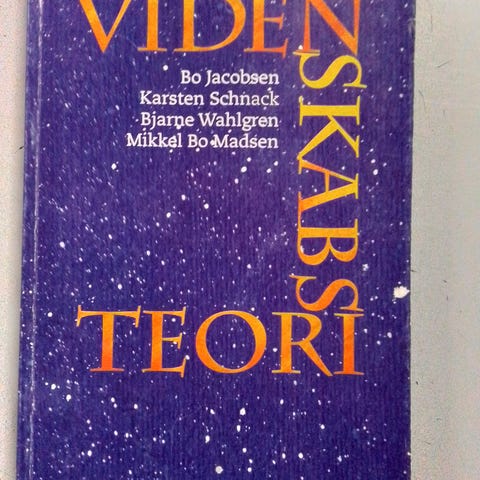 VIDEN
SKABS
TEORI
Bo Jacobsen
Karsten Schnack
Bjarne Wahlgren
Mikkel Bo Madsen